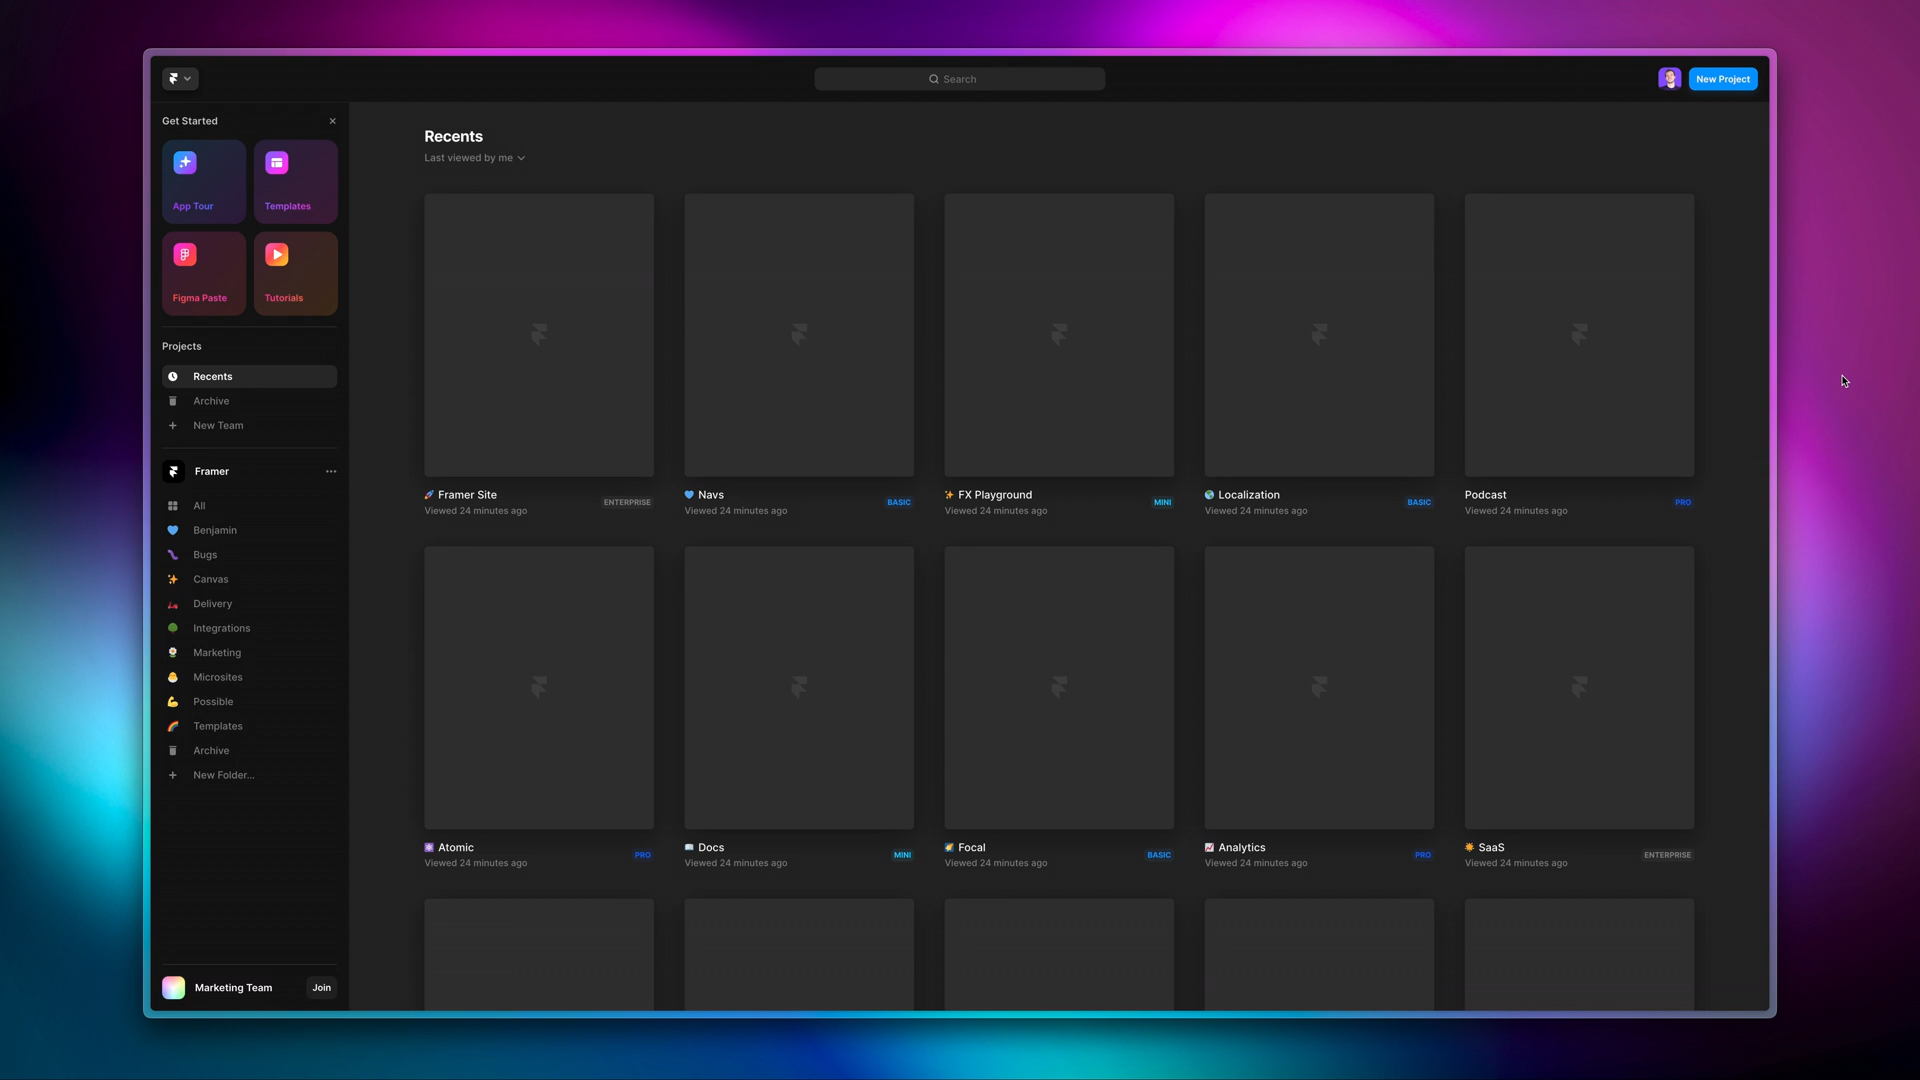 Search
New Project
Get Started
App Tour
Templates
Figma Paste
Tutorials
Projects
Recents
Archive
New Team
Framer
All
Benjamin
Bugs
Canvas
Delivery
Integrations
Marketing
Microsites
Possible
Templates
Archive
New Folder...
Marketing Team
Join
Recents
Last viewed by me
Framer Site
Viewed 24 minutes ago
ENTERPRISE
Navs
Viewed 24 minutes ago
BASIC
FX Playground
Viewed 24 minutes ago
MINI
Localization
Viewed 24 minutes ago
BASIC
Podcast
Viewed 24 minutes ago
PRO
Atomic
Viewed 24 minutes ago
PRO
Docs
Viewed 24 minutes ago
MINI
Focal
Viewed 24 minutes ago
BASIC
Analytics
Viewed 24 minutes ago
PRO
SaaS
Viewed 24 minutes ago
ENTERPRISE